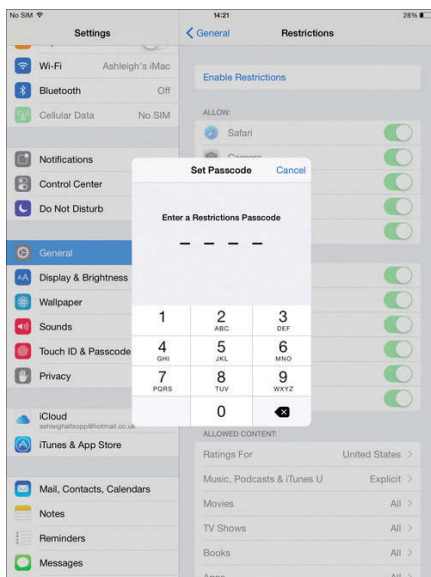 No SIM 14:21 28%
Settings
General Restrictions
Wi-Fi Ashleigh's iMac
Bluetooth Off
Cellular Data No SIM
Notifications
Control Center
Do Not Disturb
General
Display & Brightness
Wallpaper
Sounds
Touch ID & Passcode
Privacy
iCloud
ashleighallsopp@hotmail.co.uk
iTunes & App Store
Mail, Contacts, Calendars
Notes
Reminders
Messages
Enable Restrictions
ALLOW:
Safari
Camera
Set Passcode Cancel
Enter a Restrictions Passcode
1 2 3
ABC DEF
4 5 6
GHI JKL MNO
7 8 9
PQRS TUV WXYZ
0
ALLOWED CONTENT:
Ratings For United States
Music, Podcasts & iTunes U Explicit
Movies All
TV Shows All
Books All
Apps All